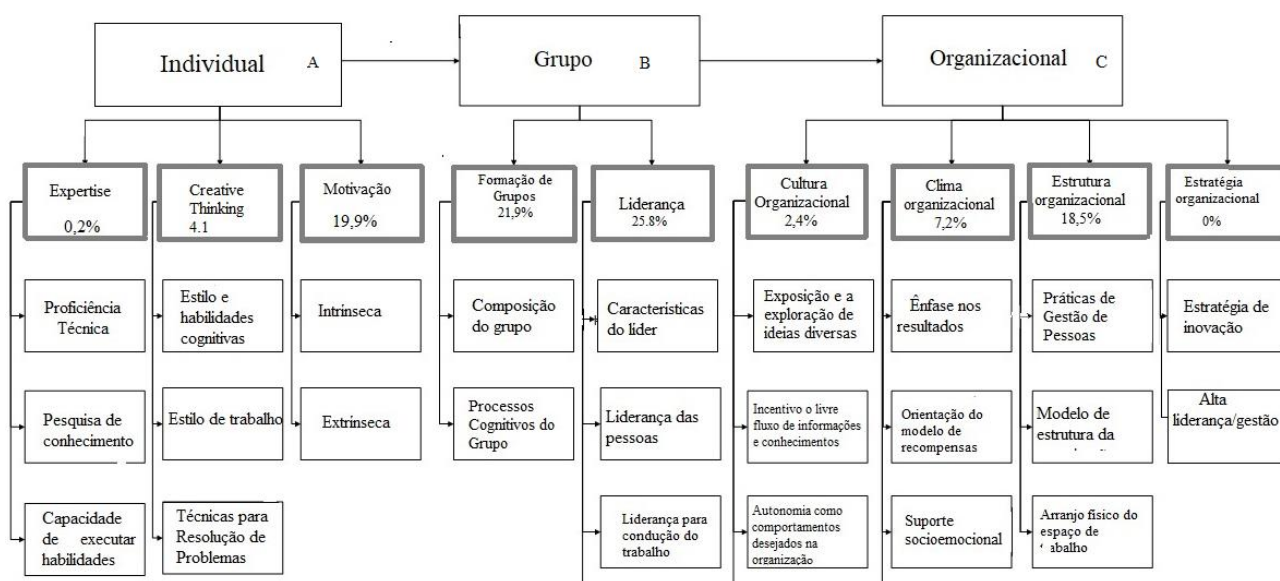 Individual A
Grupo B
Organizacional C
Expertise
0,2%
Creative
Thinking
4.1
Motivação
19,9%
Formação de
Grupos
21,9%
Liderança
25.8%
Cultura
Organizacional
2,4%
Clima
organizacional
7,2%
Estrutura
organizacional
18,5%
Estratégia
organizacional
0%
Proficiência
Técnica
Estilo e
habilidades
cognitivas
Intrinseca
Composição
do grupo
Caracteristicas
do lider
Exposição e a
exploração de
ideias diversas
Ênfase nos
resultados
Práticas de
Gestão de
Pessoas
Estratégia de
inovação
Pesquisa de
conhecimento
Estilo de trabalho
Extrinseca
Processos
Cognitivos do
Grupo
Liderança das
pessoas
Incentivo o livre
fluxo de informações
e conhecimentos
Orientação do
modelo de
recompensas
Modelo de
estrutura da
Alta
liderança/gestão
Capacidade
de executar
habilidades
Técnicas para
Resolução de
Problemas
Liderança para
condução do
trabalho
Autonomia como
comportamentos
desejados na
organização
Suporte
socioemocional
Arranjo físico do
espaço de